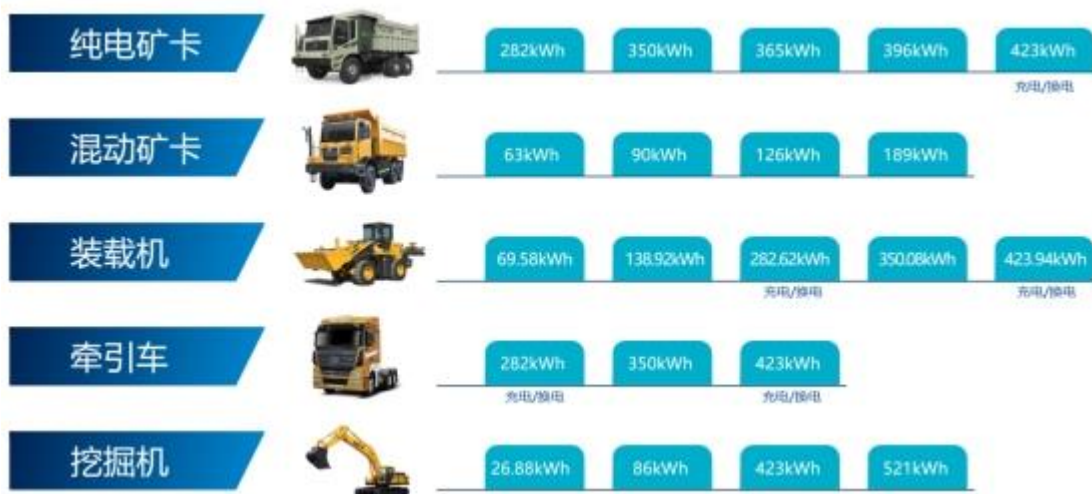 纯电矿卡
282kWh 350kWh 365kWh 396kWh 423kWh
充电/换电
混动矿卡
63kWh 90kWh 126kWh 189kWh
装载机
69.58kWh 138.92kWh 282.62kWh 350.08kWh 423.94kWh
充电/换电 充电/换电
牵引车
282kWh 350kWh 423kWh
充电/换电 充电/换电
挖掘机
26.88kWh 86kWh 423kWh 521kWh